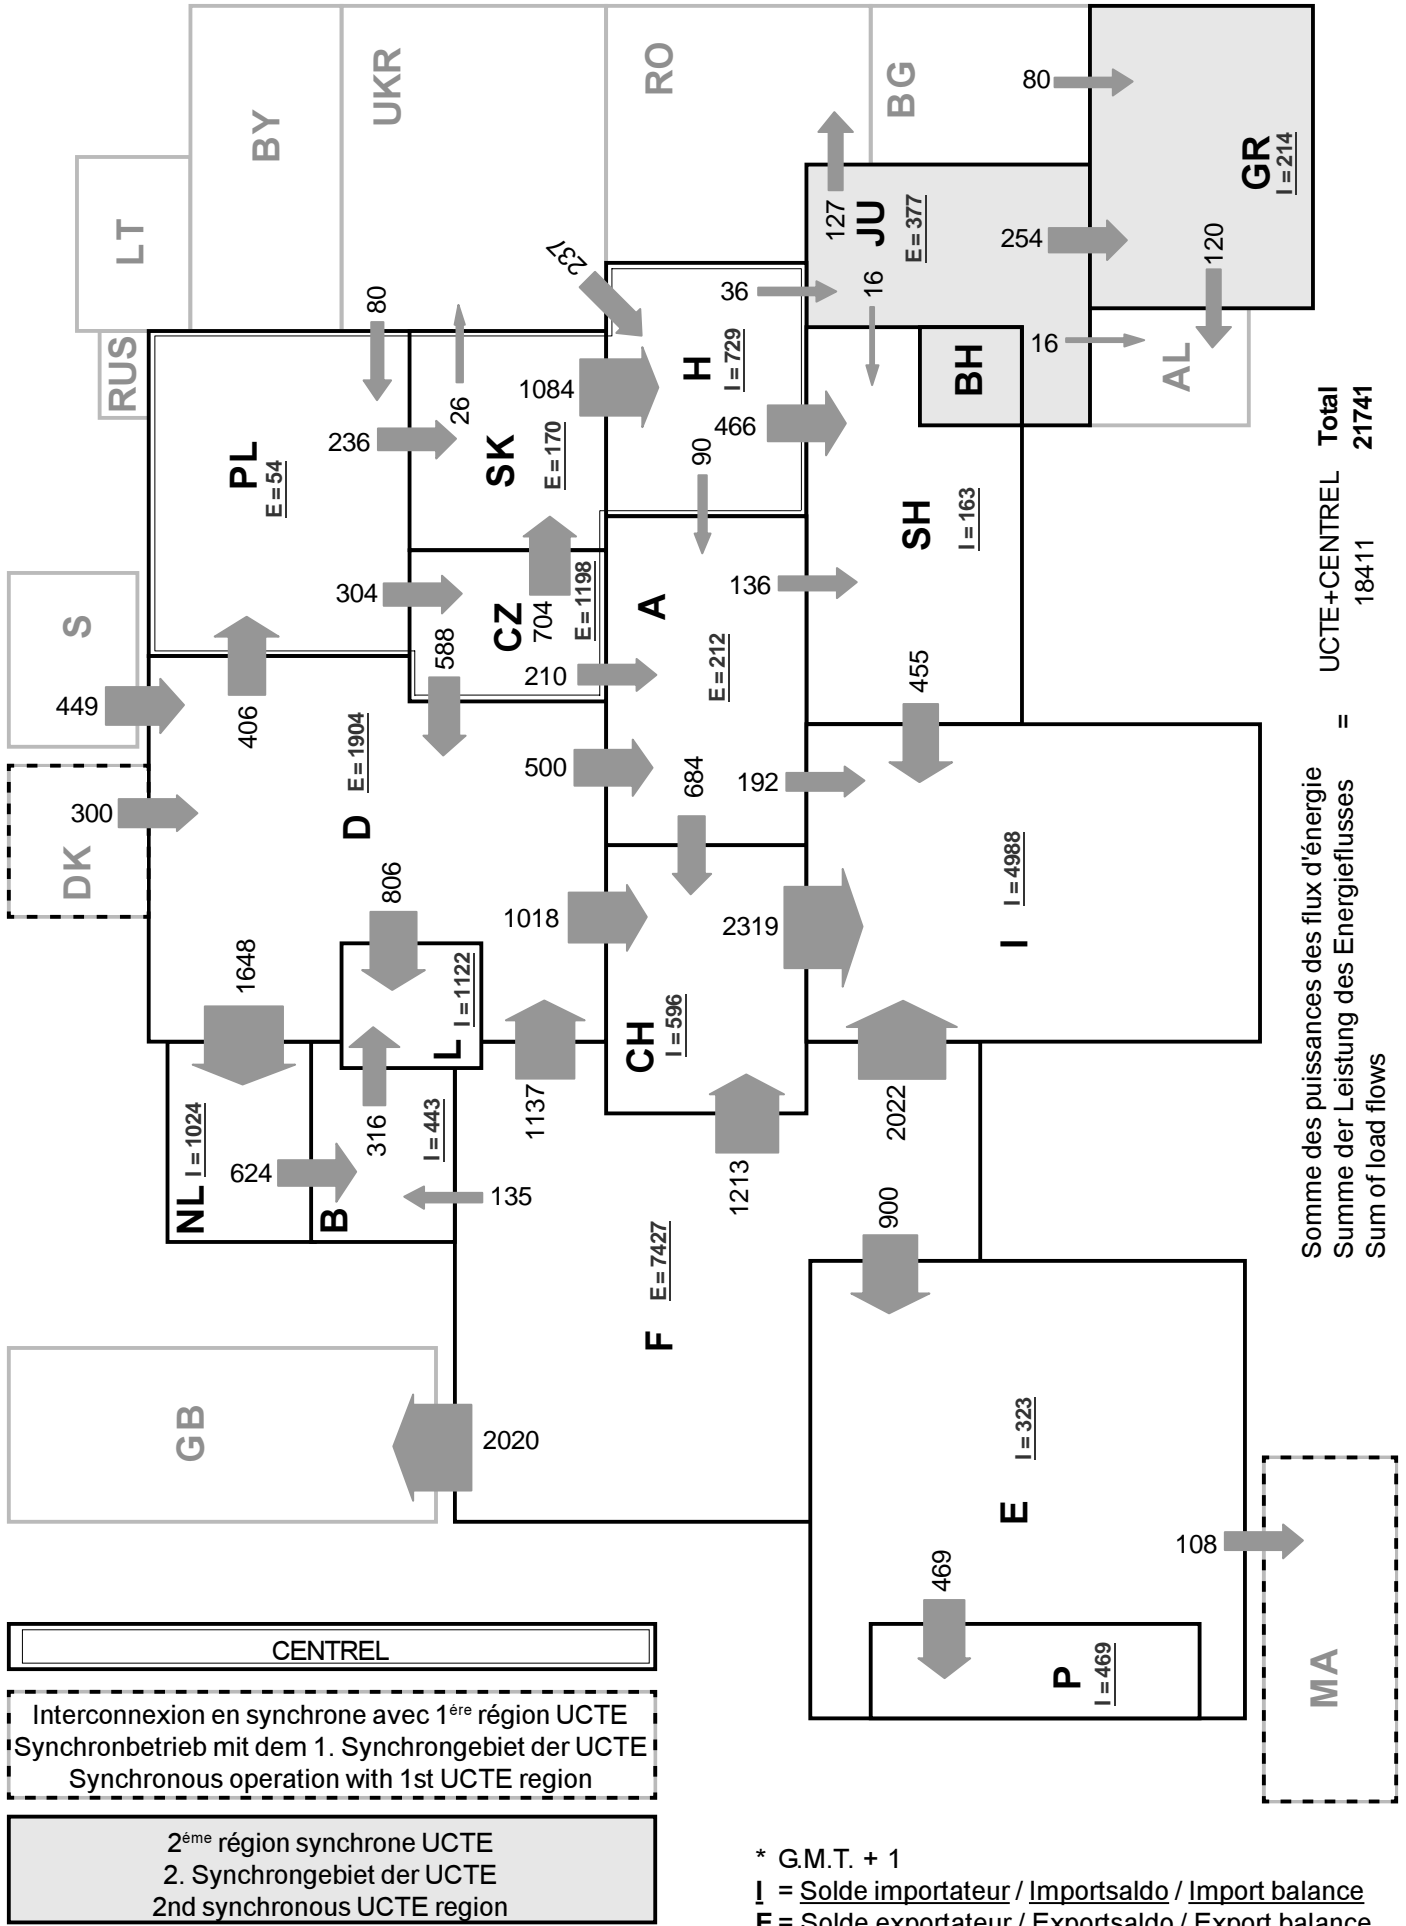 LT
BY
UKR
RO
BG
80
GR
I = 214
RUS
80
26
237
127
JU
E = 377
36
16
254
120
16
AL
PL
E = 54
236
SK
E = 170
1084
H
I = 729
90
466
BH
S
449
406
304
588
CZ
704
E = 1198
210
A
E = 212
136
SH
I = 163
455
DK
300
D
E = 1904
500
684
192
806
1018
2319
I
I = 4988
1648
L
I = 1122
1137
CH
I = 596
2022
NL
I = 1024
624
B
316
I = 443
135
1213
900
F
E = 7427
GB
2020
E
I = 323
469
108
P
I = 469
MA
Somme des puissances des flux d'énergie
Summe der Leistung des Energieflusses = UCTE+CENTREL Total
Sum of load flows 18411 21741
CENTREL
Interconnexion en synchrone avec 1ére région UCTE
Synchronbetrieb mit dem 1. Synchrongebiet der UCTE
Synchronous operation with 1st UCTE region
2éme région synchrone UCTE
2. Synchrongebiet der UCTE
2nd synchronous UCTE region
* G.M.T. + 1
I = Solde importateur / Importsaldo / Import balance
E = Solde exportateur / Exportsaldo / Export balance